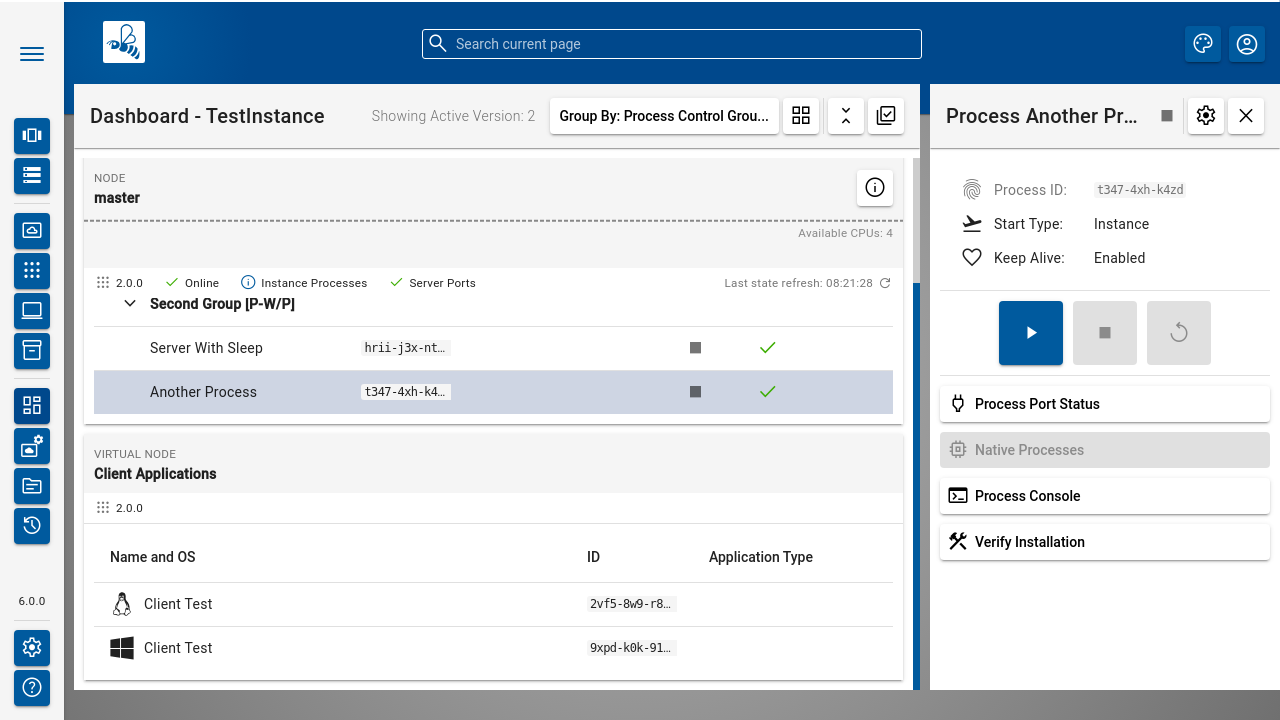 Search current page
Dashboard - TestInstance
Showing Active Version: 2
Group By: Process Control Grou...
NODE
master
Available CPUs: 4
2.0.0
Online
Instance Processes
Server Ports
Last state refresh: 08:21:28
Second Group [P-W/P]
Server With Sleep
hrii-j3x-nt…
Another Process
t347-4xh-k4…
VIRTUAL NODE
Client Applications
2.0.0
Name and OS
ID
Application Type
Client Test
2vf5-8w9-r8…
Client Test
9xpd-k0k-91…
Process Another Pr…
Process ID:
t347-4xh-k4zd
Start Type:
Instance
Keep Alive:
Enabled
Process Port Status
Native Processes
Process Console
Verify Installation
6.0.0